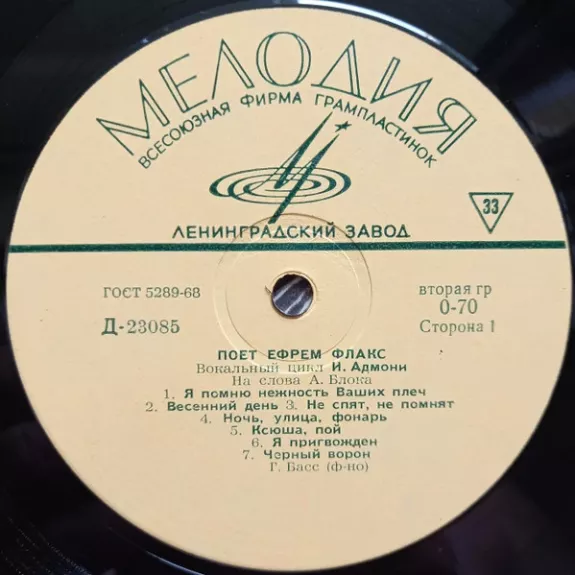 МЕЛОДИЯ
ВСЕСОЮЗНАЯ ФИРМА ГРАМПЛАСТИНОК
33
ЛЕНИНГРАДСКИЙ ЗАВОД
ГОСТ 5289-68
Д-23085
вторая гр
0-70
Сторона 1
ПОЕТ ЕФРЕМ ФЛАКС
Вокальный цикл И. Адмони
На слова А. Блока
1. Я помню нежность Ваших плеч
2. Весенний день 3. Не спят, не помнят
4. Ночь, улица, фонарь
5. Ксюша, пой
6. Я пригвожден
7. Черный ворон
Г. Васс (ф-но)